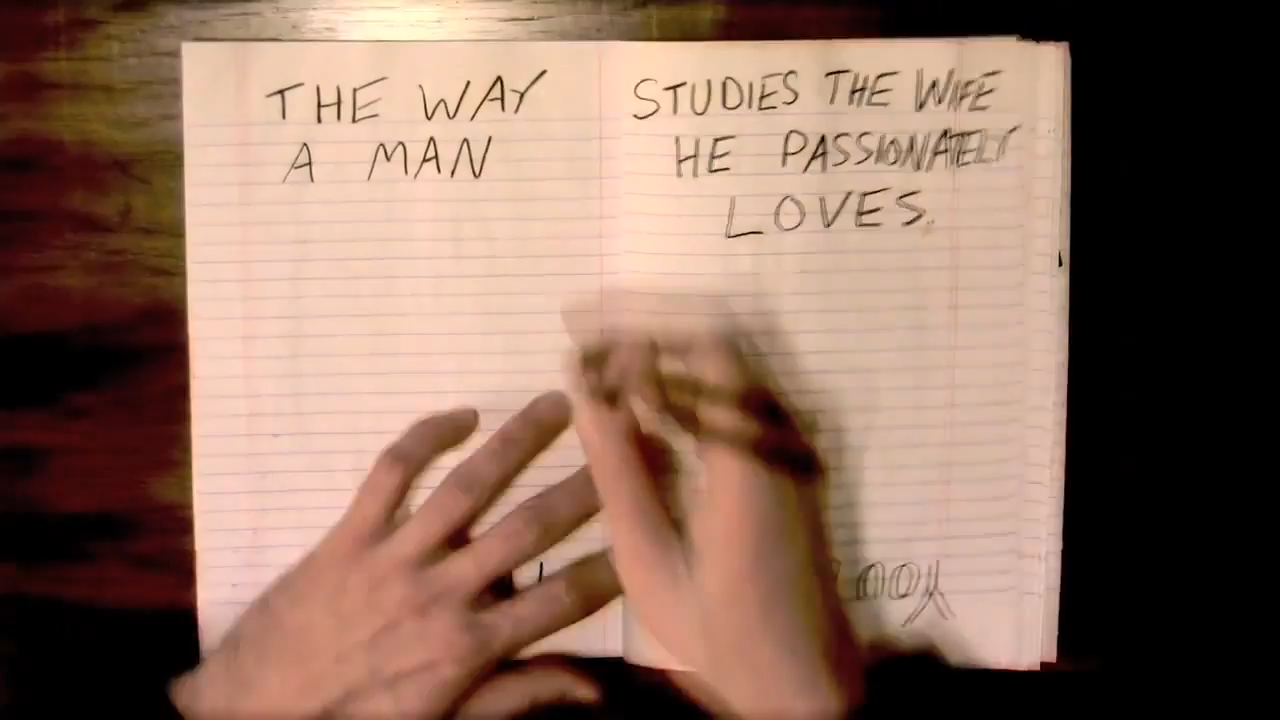 THE WAY
A MAN
STUDIES THE WIFE
HE PASSIONATELY
LOVES.